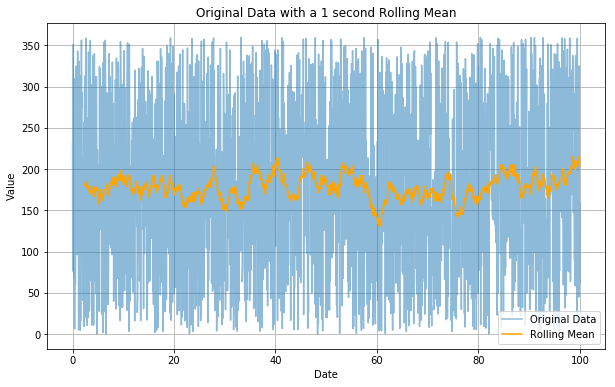 Original Data with a 1 second Rolling Mean
Value
350
300
250
200
150
100
50
0
0
20
40
60
80
100
Date
Original Data
Rolling Mean